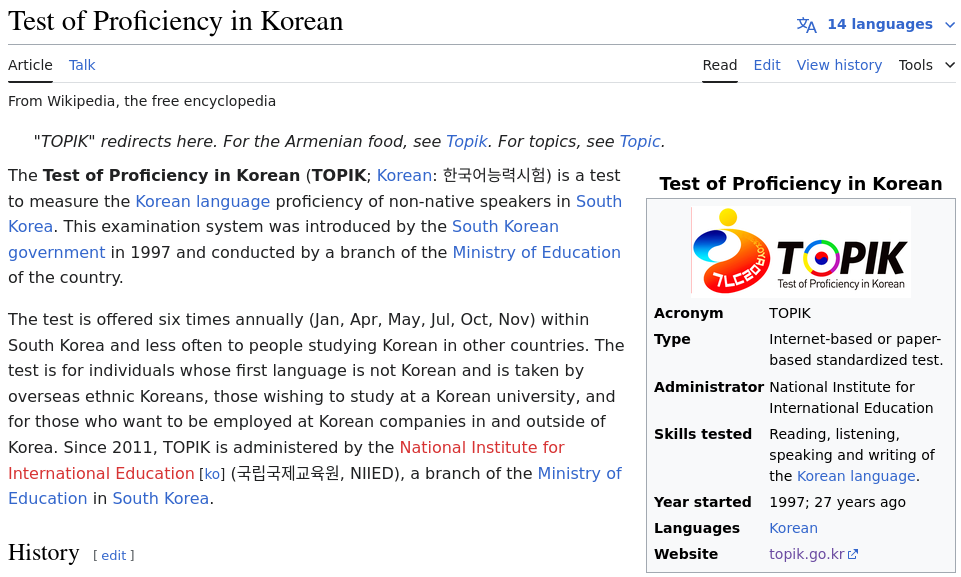 Test of Proficiency in Korean
14 languages
Article Talk
Read Edit View history Tools
From Wikipedia, the free encyclopedia
"TOPIK" redirects here. For the Armenian food, see Topik. For topics, see Topic.
The Test of Proficiency in Korean (TOPIK; Korean: 한국어능력시험) is a test
to measure the Korean language proficiency of non-native speakers in South
Korea. This examination system was introduced by the South Korean
government in 1997 and conducted by a branch of the Ministry of Education
of the country.
The test is offered six times annually (Jan, Apr, May, Jul, Oct, Nov) within
South Korea and less often to people studying Korean in other countries. The
test is for individuals whose first language is not Korean and is taken by
overseas ethnic Koreans, those wishing to study at a Korean university, and
for those who want to be employed at Korean companies in and outside of
Korea. Since 2011, TOPIK is administered by the National Institute for
International Education [ko] (국립국제교육원, NIIED), a branch of the Ministry of
Education in South Korea.
History [ edit ]
Test of Proficiency in Korean
TOPIK
Test of Proficiency in Korean
Acronym TOPIK
Type Internet-based or paper-
based standardized test.
Administrator National Institute for
International Education
Skills tested Reading, listening,
speaking and writing of
the Korean language.
Year started 1997; 27 years ago
Languages Korean
Website topik.go.kr